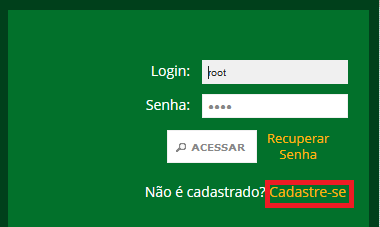 Login: root
Senha: ••••
ACESSAR Recuperar
Senha
Não é cadastrado? Cadastre-se